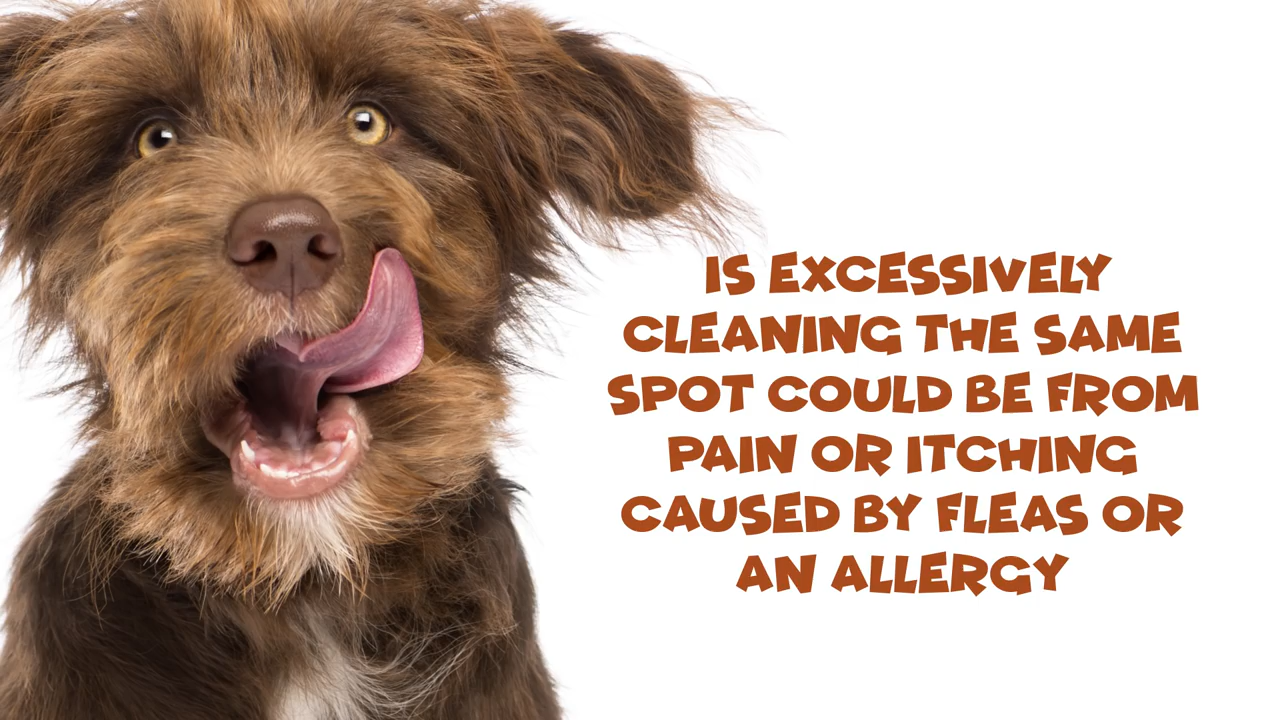 IS EXCESSIVELY
CLEANING THE SAME
SPOT COULD BE FROM
PAIN OR ITCHING
CAUSED BY FLEAS OR
AN ALLERGY